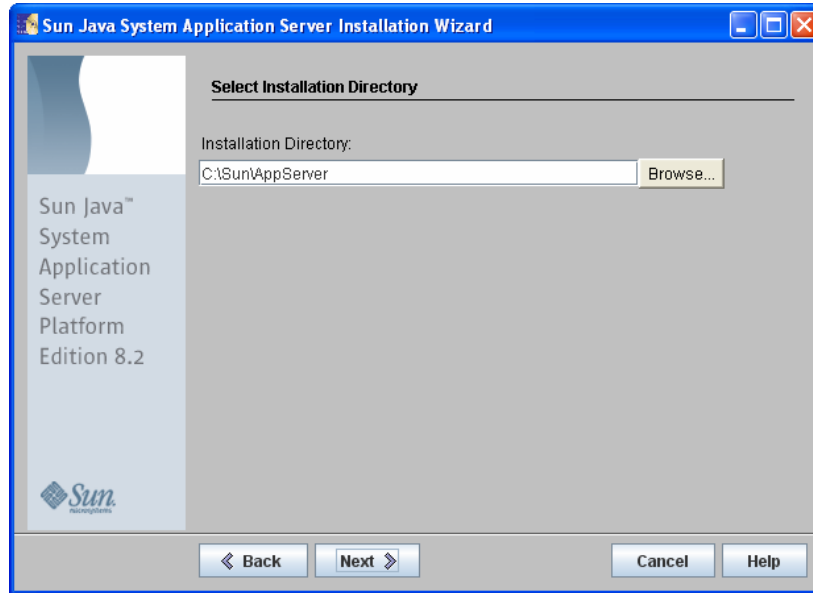 Sun Java System Application Server Installation Wizard
Select Installation Directory
Installation Directory:
C:\Sun\AppServer
Browse...
Sun Java™
System
Application
Server
Platform
Edition 8.2
Sun
microsystems
Back
Next
Cancel
Help